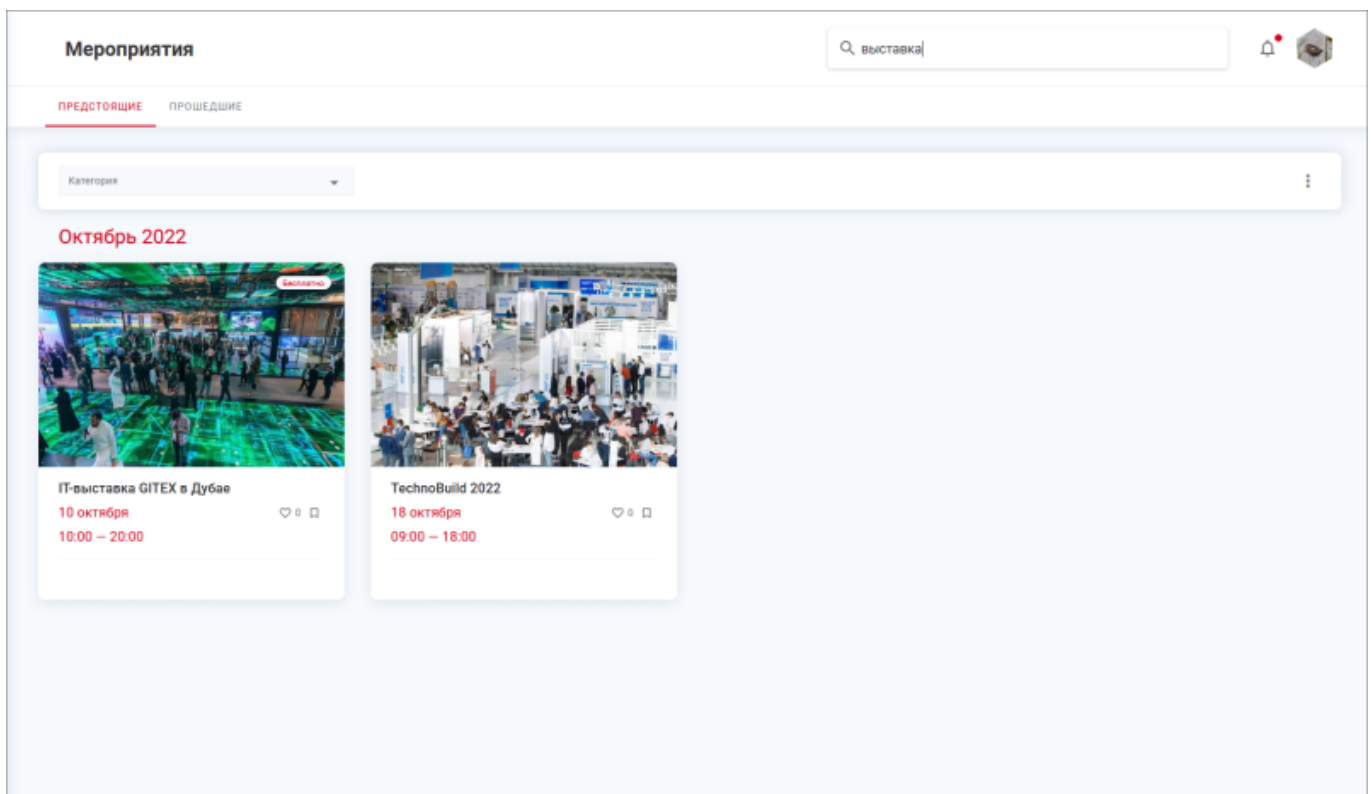 Мероприятия
выставка
ПРЕДСТОЯЩИЕ ПРОШЕДШИЕ
Категория
Октябрь 2022
Бесплатно
IT-выставка GITEX в Дубае
10 октября
0
10:00 — 20:00
TechnoBuild 2022
18 октября
0
09:00 — 18:00